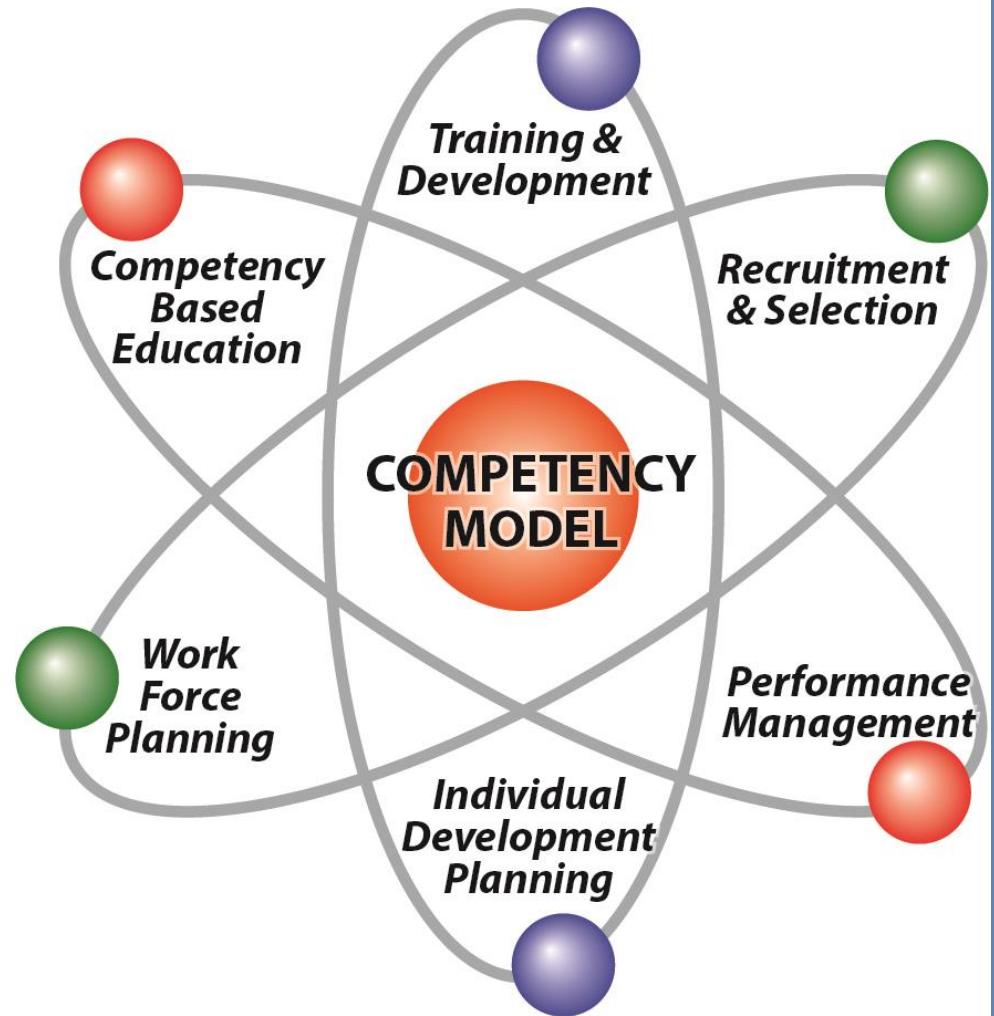 Training &
Development
Competency
Based
Education
Recruitment
& Selection
COMPETENCY
MODEL
Work
Force
Planning
Performance
Management
Individual
Development
Planning